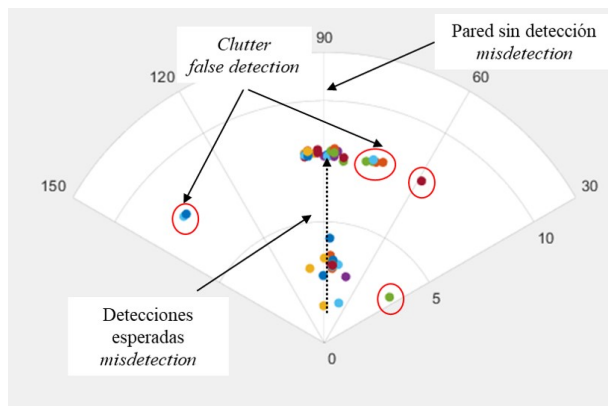 Clutter
false detection
Pared sin detección
misdetection
90
120
60
150
30
10
5
0
Detecciones
esperadas
misdetection